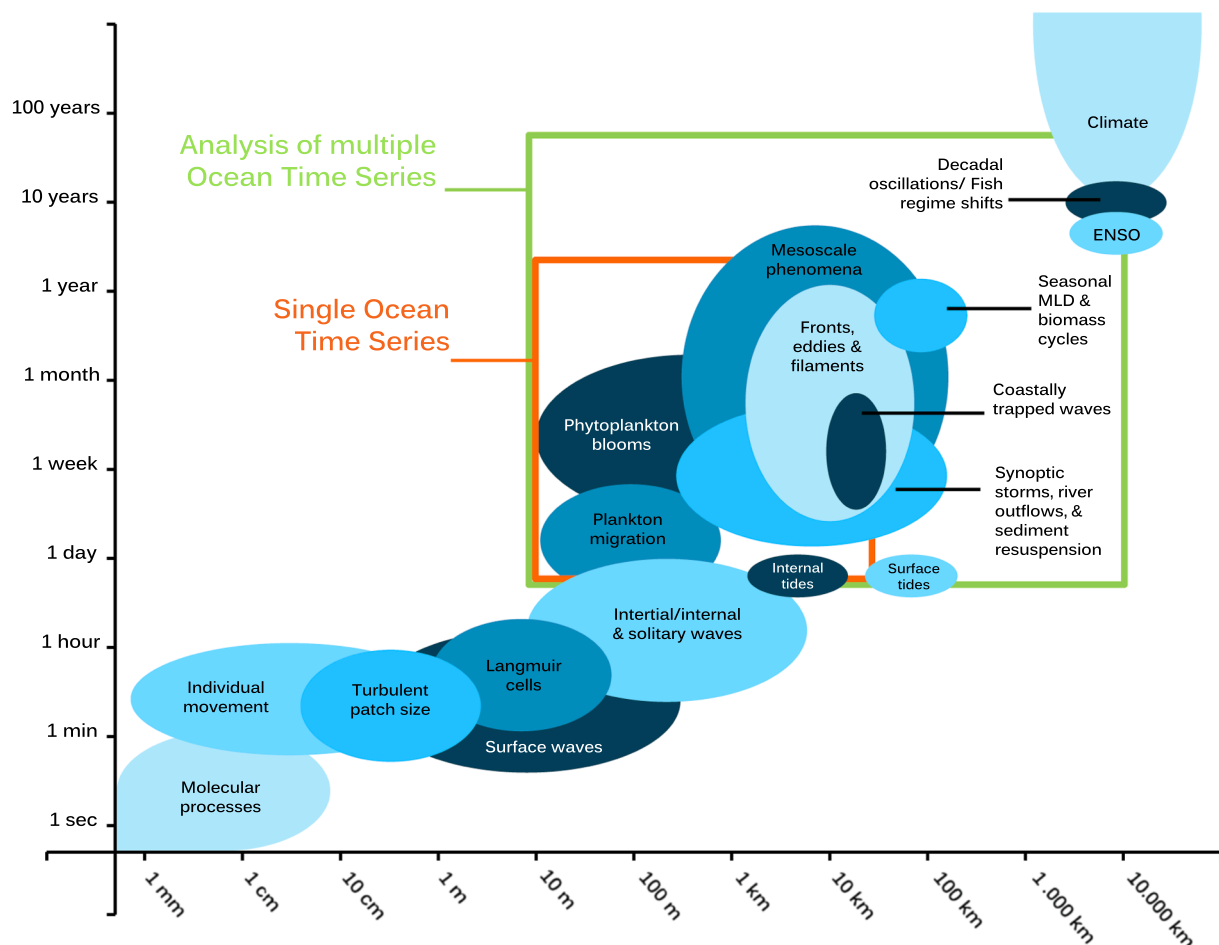 100 years
10 years
1 year
1 month
1 week
1 day
1 hour
1 min
1 sec
Analysis of multiple
Ocean Time Series
Single Ocean
Time Series
Climate
Decadal
oscillations/ Fish
regime shifts
ENSO
Mesoscale
phenomena
Seasonal
MLD &
biomass
cycles
Fronts,
eddies &
filaments
Coastally
trapped waves
Phytoplankton
blooms
Synoptic
storms, river
outflows, &
sediment
resuspension
Plankton
migration
Internal
tides
Surface
tides
Intertial/internal
& solitary waves
Langmuir
cells
Individual
movement
Turbulent
patch size
Surface waves
Molecular
processes
1 mm
1 cm
10 cm
1 m
10 m
100 m
1 km
10 km
100 km
1 .000 km
10.000 km